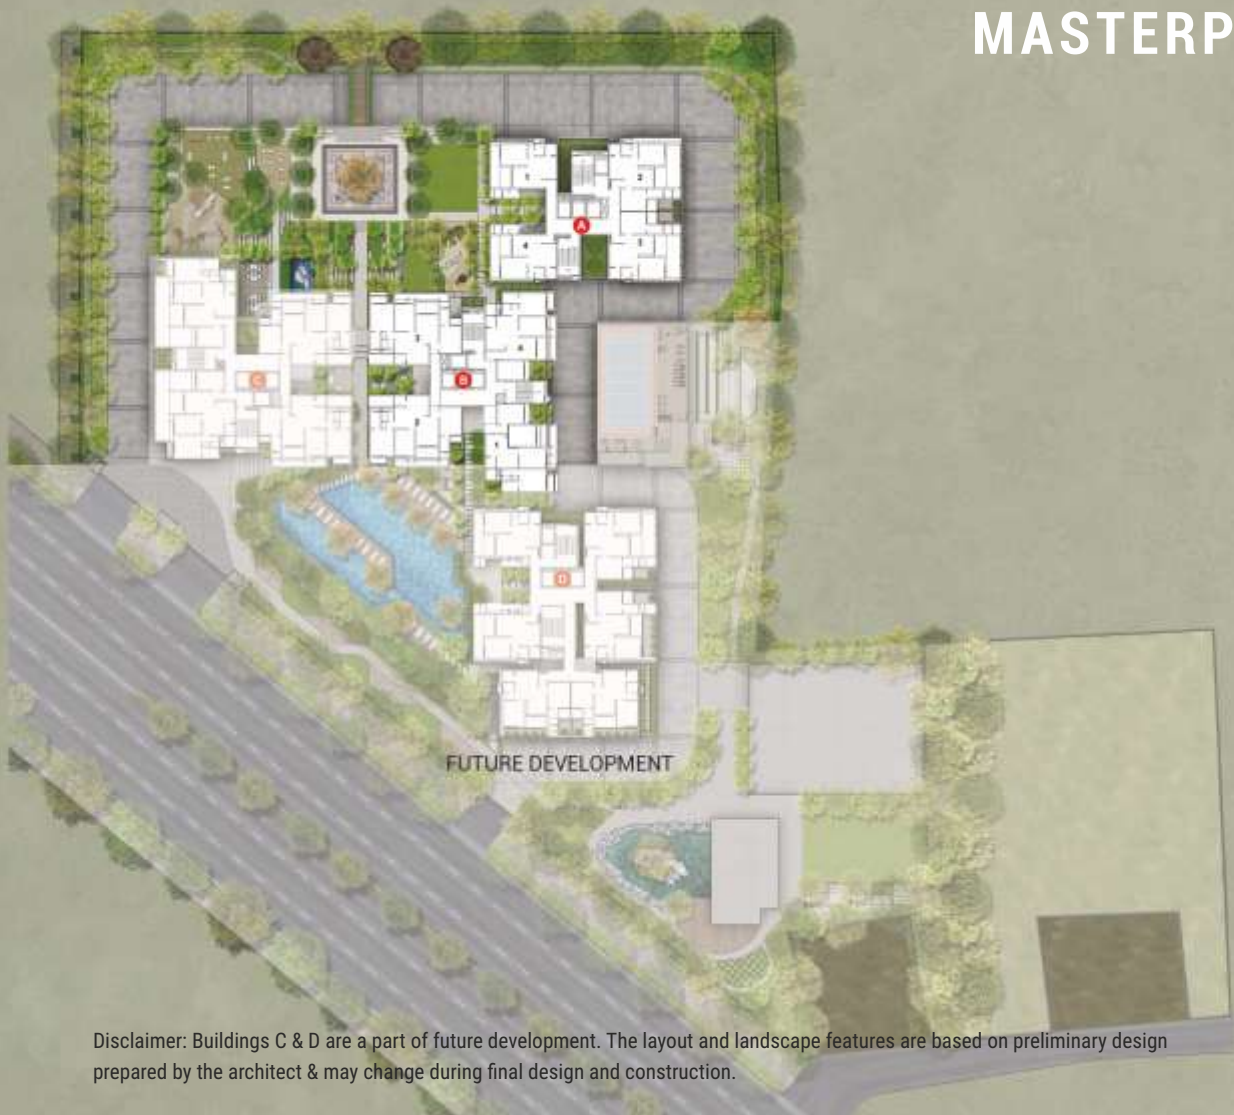 MASTERP
A
C
B
D
FUTURE DEVELOPMENT
Disclaimer: Buildings C & D are a part of future development. The layout and landscape features are based on preliminary design
prepared by the architect & may change during final design and construction.